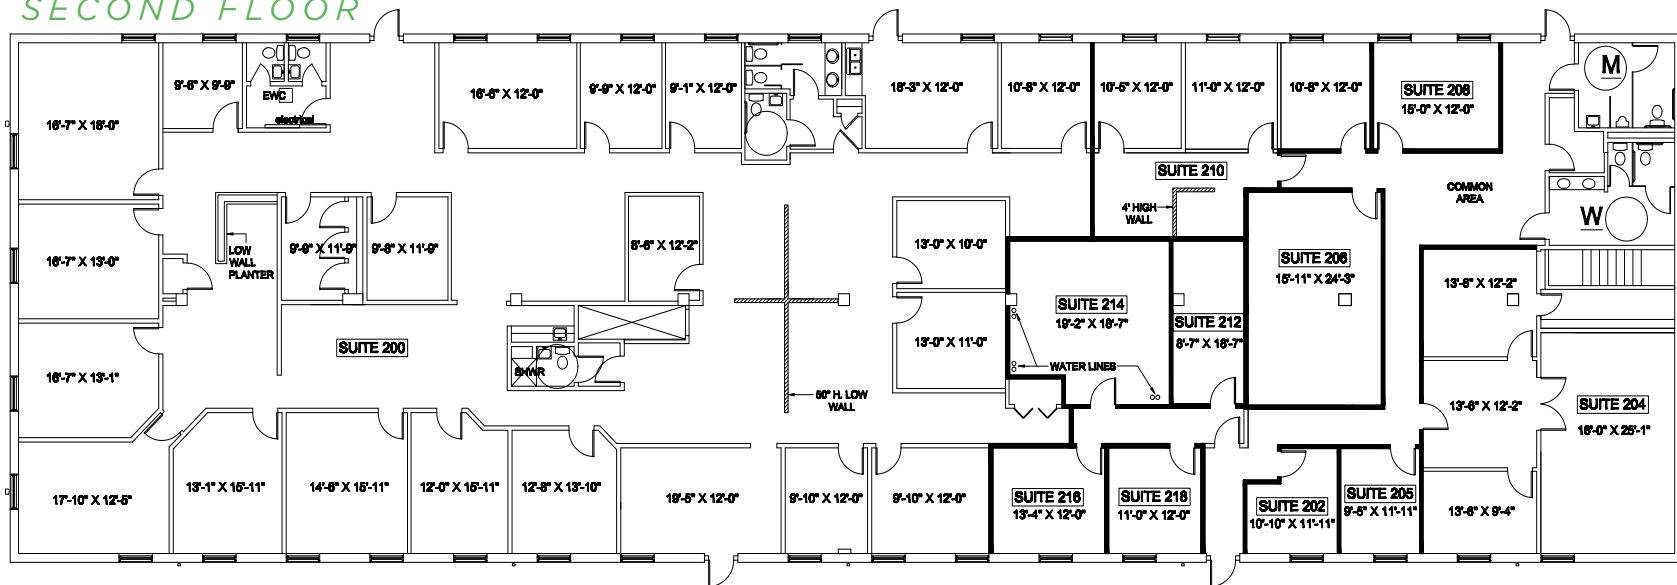 SECOND FLOOR
16'-7" X 18'-0"
9'-6" X 9'-9"
EWC
electrical
16'-6" X 12'-0"
9'-9" X 12'-0"
9'-1" X 12'-0"
18'-3" X 12'-0"
10'-8" X 12'-0"
10'-5" X 12'-0"
11'-0" X 12'-0"
10'-8" X 12'-0"
SUITE 208
15'-0" X 12'-0"
M
SUITE 210
4' HIGH
WALL
COMMON
AREA
W
16'-7" X 13'-0"
LOW
WALL
PLANTER
9'-9" X 11'-9"
9'-8" X 11'-9"
8'-6" X 12'-2"
13'-0" X 10'-0"
SUITE 206
15'-11" X 24'-3"
13'-6" X 12'-2"
SUITE 214
19'-2" X 18'-7"
SUITE 212
8'-7" X 18'-7"
SUITE 200
13'-0" X 11'-0"
WATER LINES
SHWR
16'-7" X 13'-1"
60" H. LOW
WALL
13'-6" X 12'-2"
SUITE 204
16'-0" X 25'-1"
17'-10" X 12'-5"
13'-1" X 15'-11"
14'-6" X 15'-11"
12'-0" X 15'-11"
12'-8" X 13'-10"
19'-5" X 12'-0"
9'-10" X 12'-0"
9'-10" X 12'-0"
SUITE 216
13'-4" X 12'-0"
SUITE 218
11'-0" X 12'-0"
SUITE 202
10'-10" X 11'-11"
SUITE 205
9'-5" X 11'-11"
13'-6" X 9'-4"